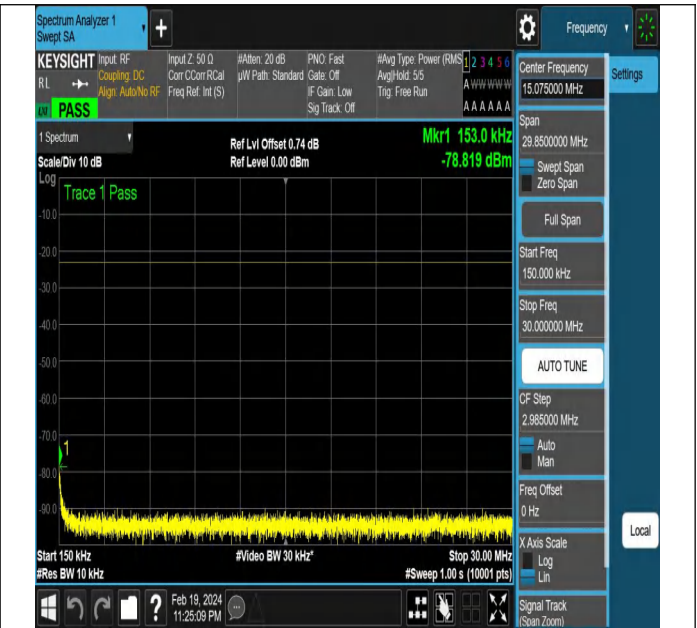 Spectrum Analyzer 1
Swept SA
+
Frequency
KEYSIGHT
RL
PASS
Input: RF
Coupling: DC
Align: Auto/No RF
Input Z: 50 Ω
Corr CCorr RCal
Freq Ref: Int (S)
#Atten: 20 dB
µW Path: Standard
PNO: Fast
Gate: Off
IF Gain: Low
Sig Track: Off
#Avg Type: Power (RMS
Avg|Hold: 5/5
Trig: Free Run
1 2 3 4 5 6
A W W W W W
A A A A A A
1 Spectrum
Scale/Div 10 dB
Ref Lvl Offset 0.74 dB
Ref Level 0.00 dBm
Mkr1 153.0 kHz
-78.819 dBm
Log
Trace 1 Pass
-10.0
-20.0
-30.0
-40.0
-50.0
-60.0
-70.0
1
-80.0
-90.0
Start 150 kHz
#Video BW 30 kHz*
Stop 30.00 MHz
#Res BW 10 kHz
#Sweep 1.00 s (10001 pts)
?
Feb 19, 2024
11:25:09 PM
Center Frequency
15.075000 MHz
Settings
Span
29.8500000 MHz
Swept Span
Zero Span
Full Span
Start Freq
150.000 kHz
Stop Freq
30.000000 MHz
AUTO TUNE
CF Step
2.985000 MHz
Auto
Man
Freq Offset
0 Hz
X Axis Scale
Log
Lin
Local
Signal Track
(Span Zoom)